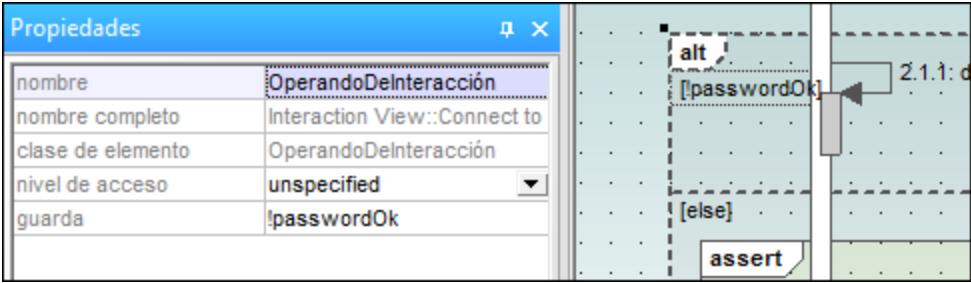 Propiedades
nombre OperandoDeInteracción
nombre completo Interaction View::Connect to
clase de elemento OperandoDeInteracción
nivel de acceso unspecified
guarda !passwordOk
alt
[!passwordOk]
2.1.1: d
[else]
assert